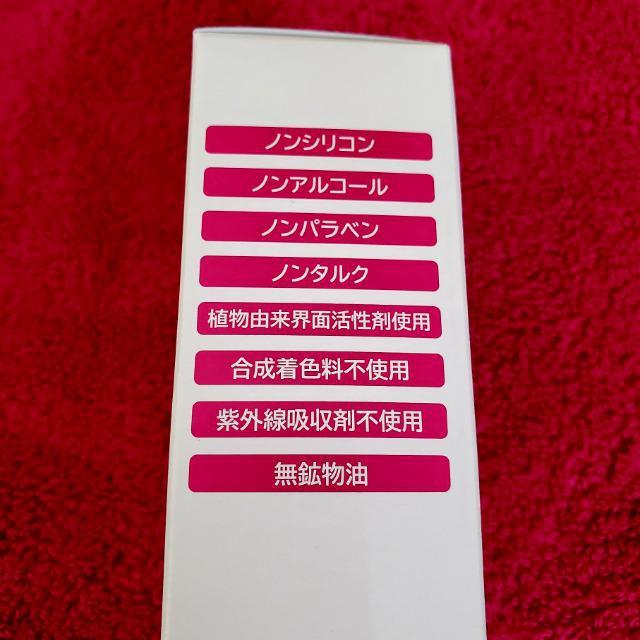 ノンシリコン
ノンアルコール
ノンパラベン
ノンタルク
植物由来界面活性剤使用
合成着色料不使用
紫外線吸収剤不使用
無鉱物油